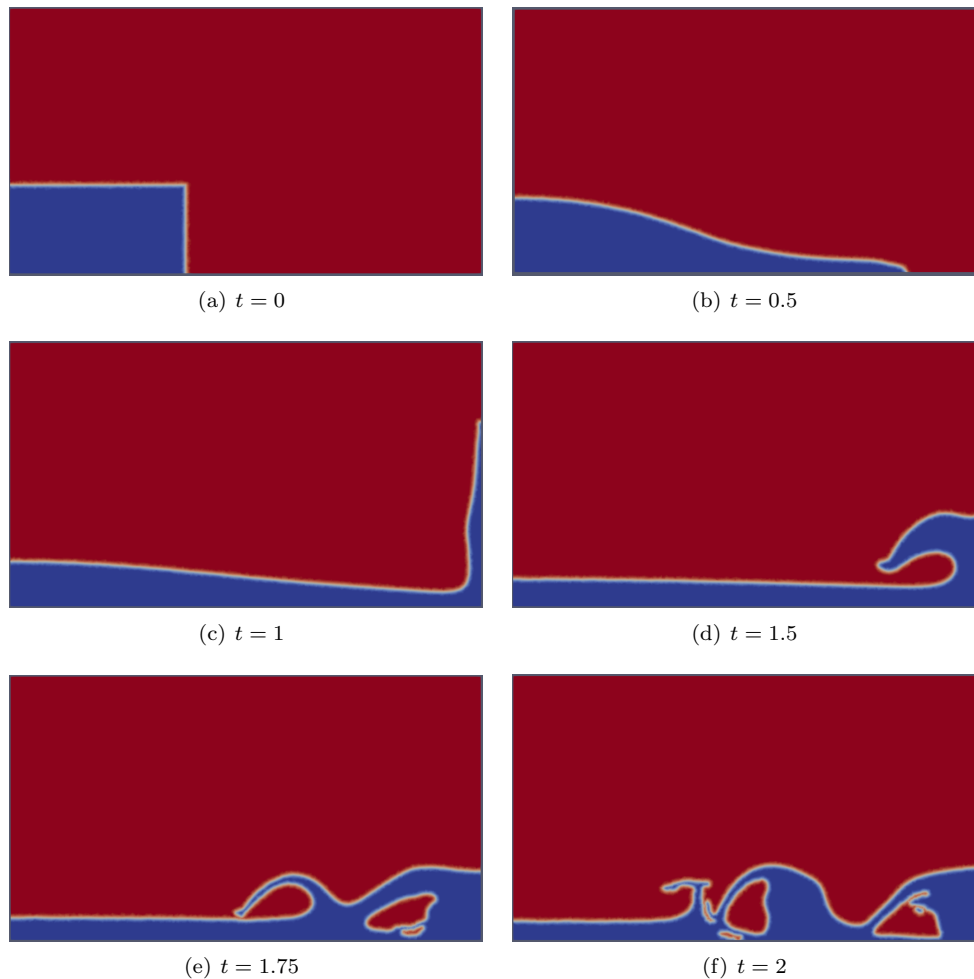 (a) t = 0
(b) t = 0.5
(c) t = 1
(d) t = 1.5
(e) t = 1.75
(f) t = 2